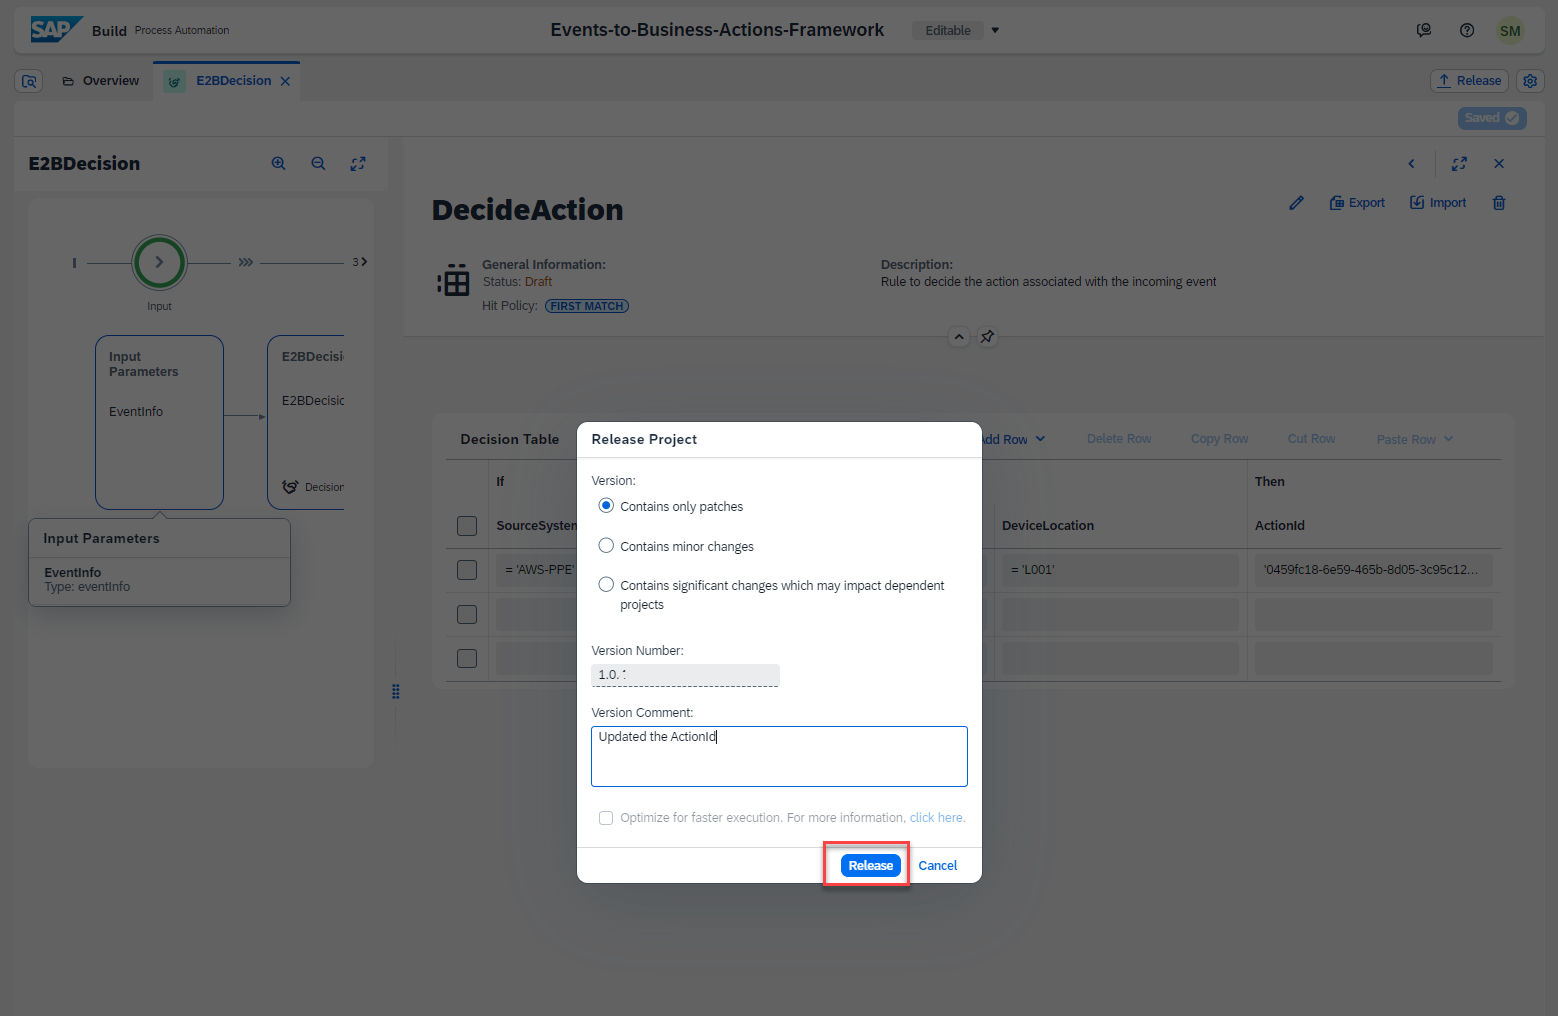 SAP Build Process Automation
Events-to-Business-Actions-Framework
Editable
SM
Overview
E2BDecision
Release
Saved
E2BDecision
DecideAction
Export
Import
General Information:
Status: Draft
Hit Policy: FIRST MATCH
Description:
Rule to decide the action associated with the incoming event
3
Input
Input
Parameters
EventInfo
E2BDecisi
E2BDecisic
Decision
Input Parameters
EventInfo
Type: eventInfo
Decision Table
Add Row
Delete Row
Copy Row
Cut Row
Paste Row
If
Then
SourceSystem
DeviceLocation
ActionId
= 'AWS-PPE'
= 'L001'
'0459fc18-6e59-465b-8d05-3c95c12...
Release Project
Version:
Contains only patches
Contains minor changes
Contains significant changes which may impact dependent
projects
Version Number:
1.0.
Version Comment:
Updated the ActionId
Optimize for faster execution. For more information, click here.
Release
Cancel